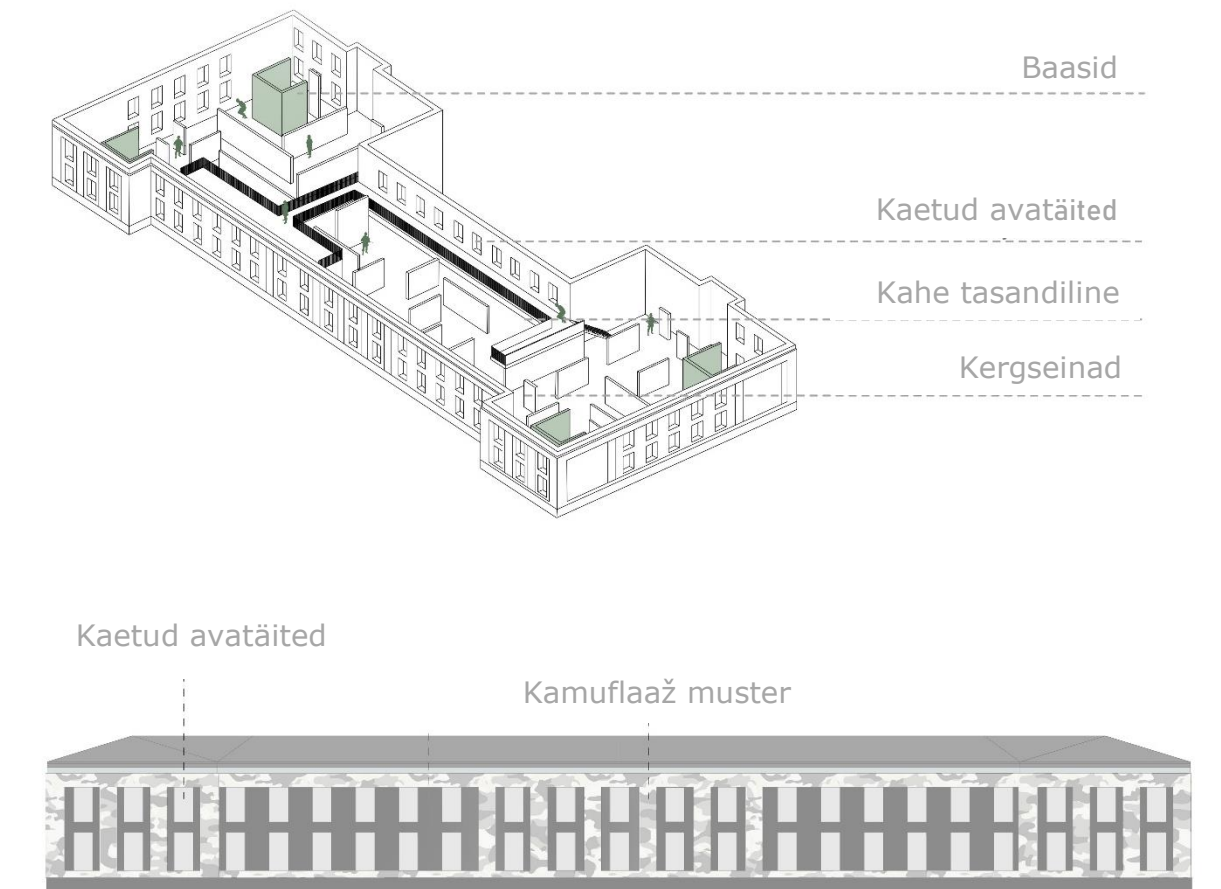 Baasid
Kaetud avatäited
Kahe tasandiline
Kergseinad
Kaetud avatäited
Kamuflaaž muster